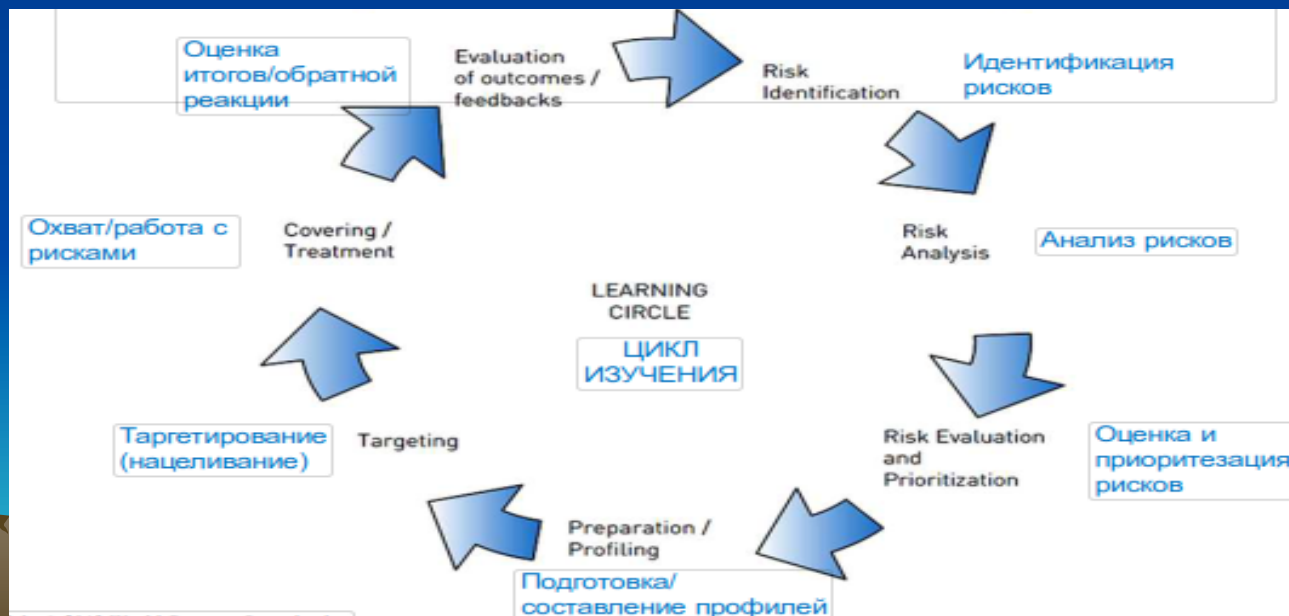 Оценка
итогов/обратной
реакции
Evaluation
of outcomes /
feedbacks
Risk
Identification
Идентификация
рисков
Охват/работа с
рисками
Covering /
Treatment
Risk
Analysis
Анализ рисков
LEARNING
CIRCLE
ЦИКЛ
ИЗУЧЕНИЯ
Таргетирование
(нацеливание)
Targeting
Risk Evaluation
and
Prioritization
Оценка и
приоритезация
рисков
Preparation /
Profiling
Подготовка/
составление профилей